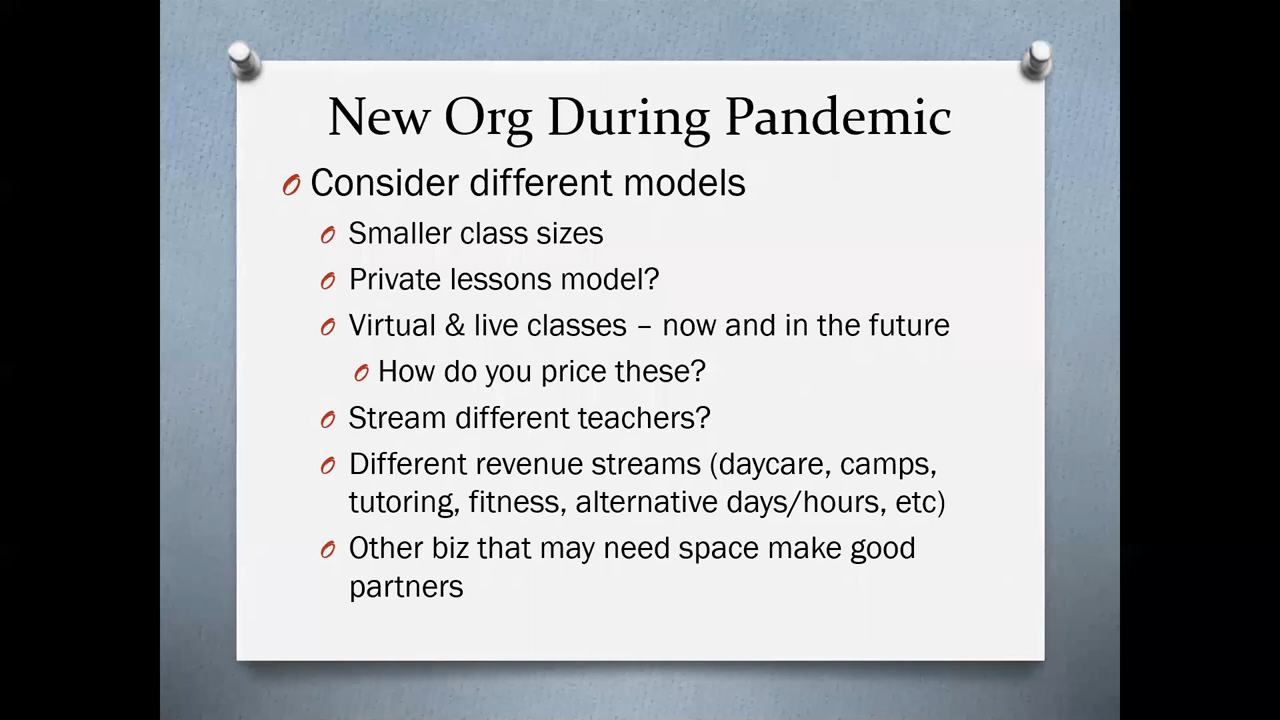 New Org During Pandemic
Consider different models
Smaller class sizes
Private lessons model?
Virtual & live classes – now and in the future
How do you price these?
Stream different teachers?
Different revenue streams (daycare, camps,
tutoring, fitness, alternative days/hours, etc)
Other biz that may need space make good
partners